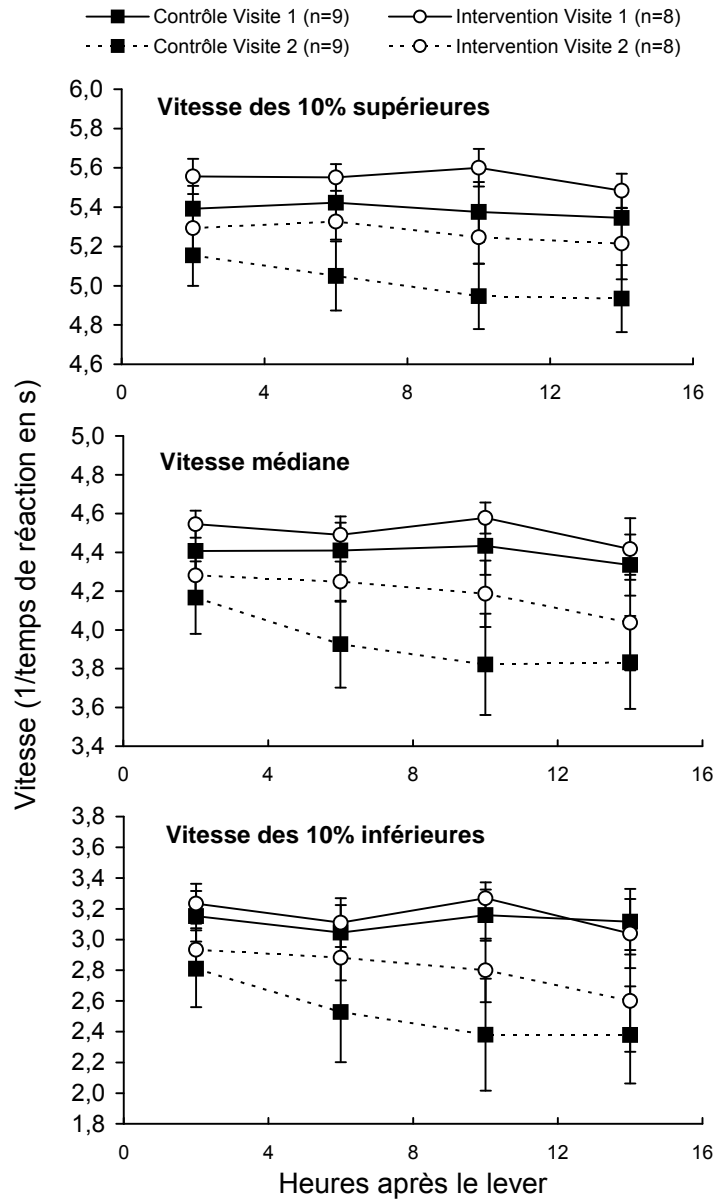 Contrôle Visite 1 (n=9) Intervention Visite 1 (n=8)
Contrôle Visite 2 (n=9) Intervention Visite 2 (n=8)
Vitesse (1/temps de réaction en s)
Vitesse des 10% supérieures
6,0
5,8
5,6
5,4
5,2
5,0
4,8
4,6
0 4 8 12 16
Vitesse médiane
5,0
4,8
4,6
4,4
4,2
4,0
3,8
3,6
3,4
0 4 8 12 16
Vitesse des 10% inférieures
3,8
3,6
3,4
3,2
3,0
2,8
2,6
2,4
2,2
2,0
1,8
0 4 8 12 16
Heures après le lever